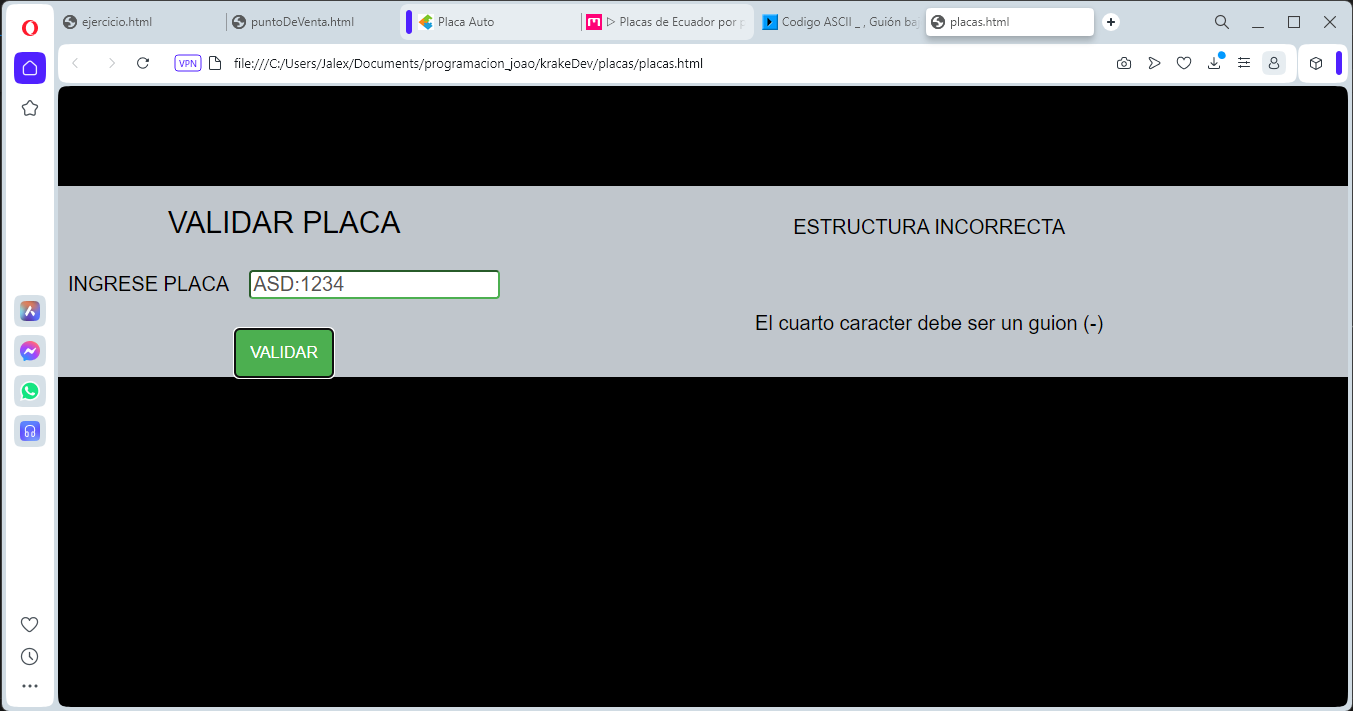 ejercicio.html
puntoDeVenta.html
Placa Auto
▷ Placas de Ecuador por p
Codigo ASCII _ , Guión baj
placas.html
VPN
file:///C:/Users/Jalex/Documents/programacion_joao/krakeDev/placas/placas.html
VALIDAR PLACA
ESTRUCTURA INCORRECTA
INGRESE PLACA
ASD:1234
El cuarto caracter debe ser un guion (-)
VALIDAR